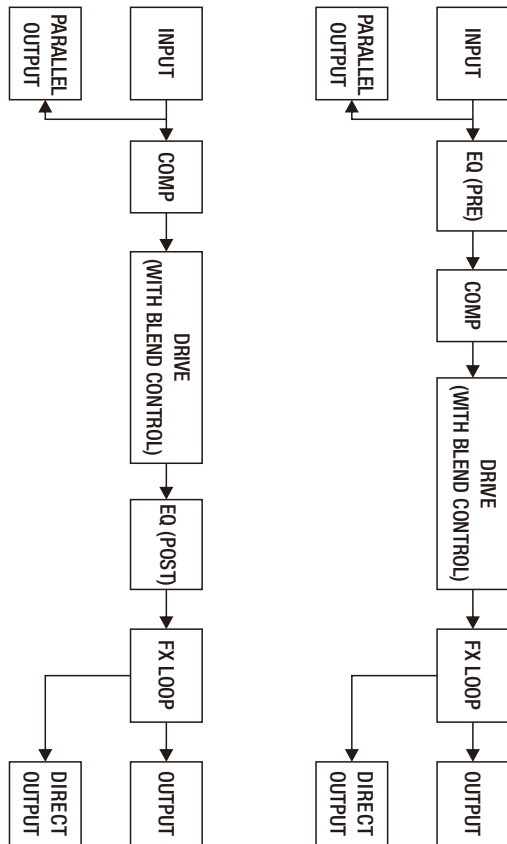 INPUT
PARALLEL
OUTPUT
EQ (PRE)
COMP
DRIVE
(WITH BLEND CONTROL)
FX LOOP
OUTPUT
DIRECT
OUTPUT
INPUT
PARALLEL
OUTPUT
COMP
DRIVE
(WITH BLEND CONTROL)
EQ (POST)
FX LOOP
OUTPUT
DIRECT
OUTPUT